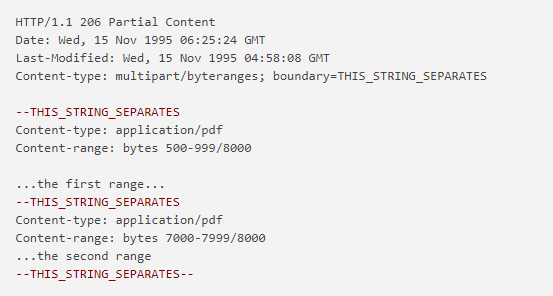 HTTP/1.1 206 Partial Content
Date: Wed, 15 Nov 1995 06:25:24 GMT
Last-Modified: Wed, 15 Nov 1995 04:58:08 GMT
Content-type: multipart/byteranges; boundary=THIS_STRING_SEPARATES

--THIS_STRING_SEPARATES
Content-type: application/pdf
Content-range: bytes 500-999/8000

...the first range...
--THIS_STRING_SEPARATES
Content-type: application/pdf
Content-range: bytes 7000-7999/8000
...the second range
--THIS_STRING_SEPARATES--